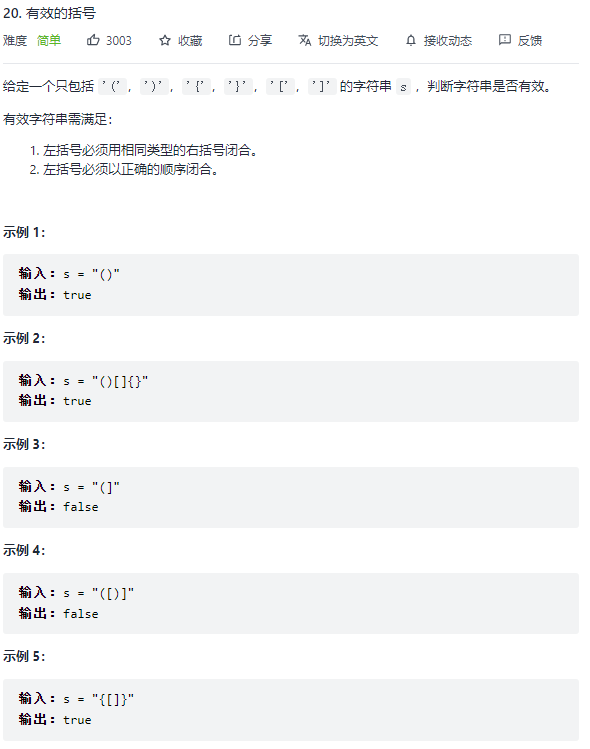 20. 有效的括号
难度 简单 3003 收藏 分享 切换为英文 接收动态 反馈
给定一个只包括 '(', ')', '{', '}', '[', ']' 的字符串 s ，判断字符串是否有效。
有效字符串需满足：
1. 左括号必须用相同类型的右括号闭合。
2. 左括号必须以正确的顺序闭合。
示例 1：
输入：s = "()"
输出：true
示例 2：
输入：s = "()[]{}"
输出：true
示例 3：
输入：s = "(]"
输出：false
示例 4：
输入：s = "([)]"
输出：false
示例 5：
输入：s = "{[]}"
输出：true